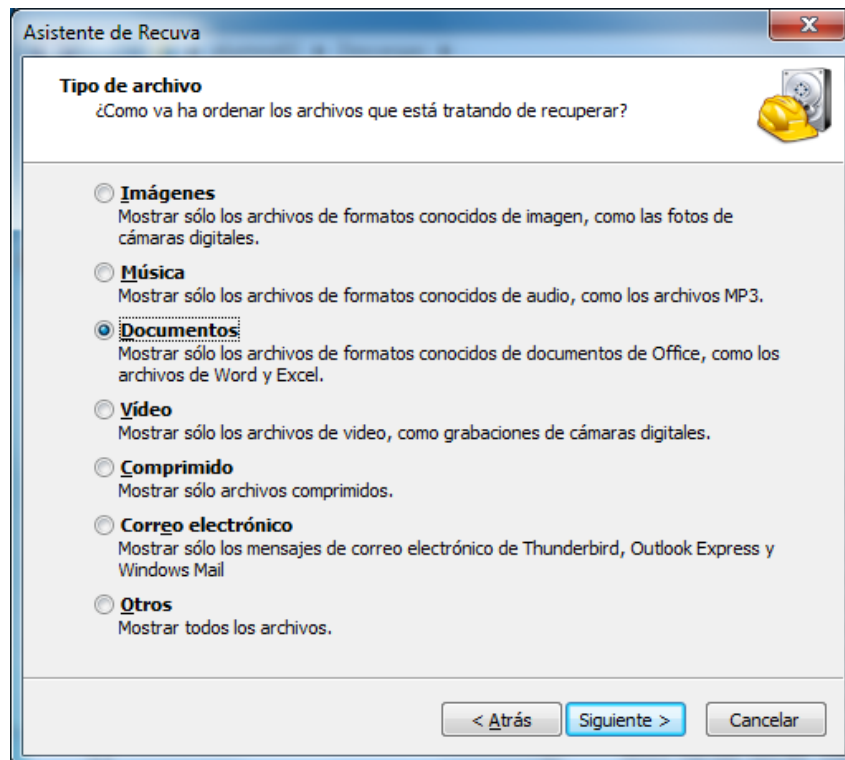 Asistente de Recuva
Tipo de archivo
¿Como va ha ordenar los archivos que está tratando de recuperar?
Imágenes
Mostrar sólo los archivos de formatos conocidos de imagen, como las fotos de
cámaras digitales.
Música
Mostrar sólo los archivos de formatos conocidos de audio, como los archivos MP3.
Documentos
Mostrar sólo los archivos de formatos conocidos de documentos de Office, como los
archivos de Word y Excel.
Vídeo
Mostrar sólo los archivos de video, como grabaciones de cámaras digitales.
Comprimido
Mostrar sólo archivos comprimidos.
Correo electrónico
Mostrar sólo los mensajes de correo electrónico de Thunderbird, Outlook Express y
Windows Mail
Otros
Mostrar todos los archivos.
< Atrás Siguiente > Cancelar